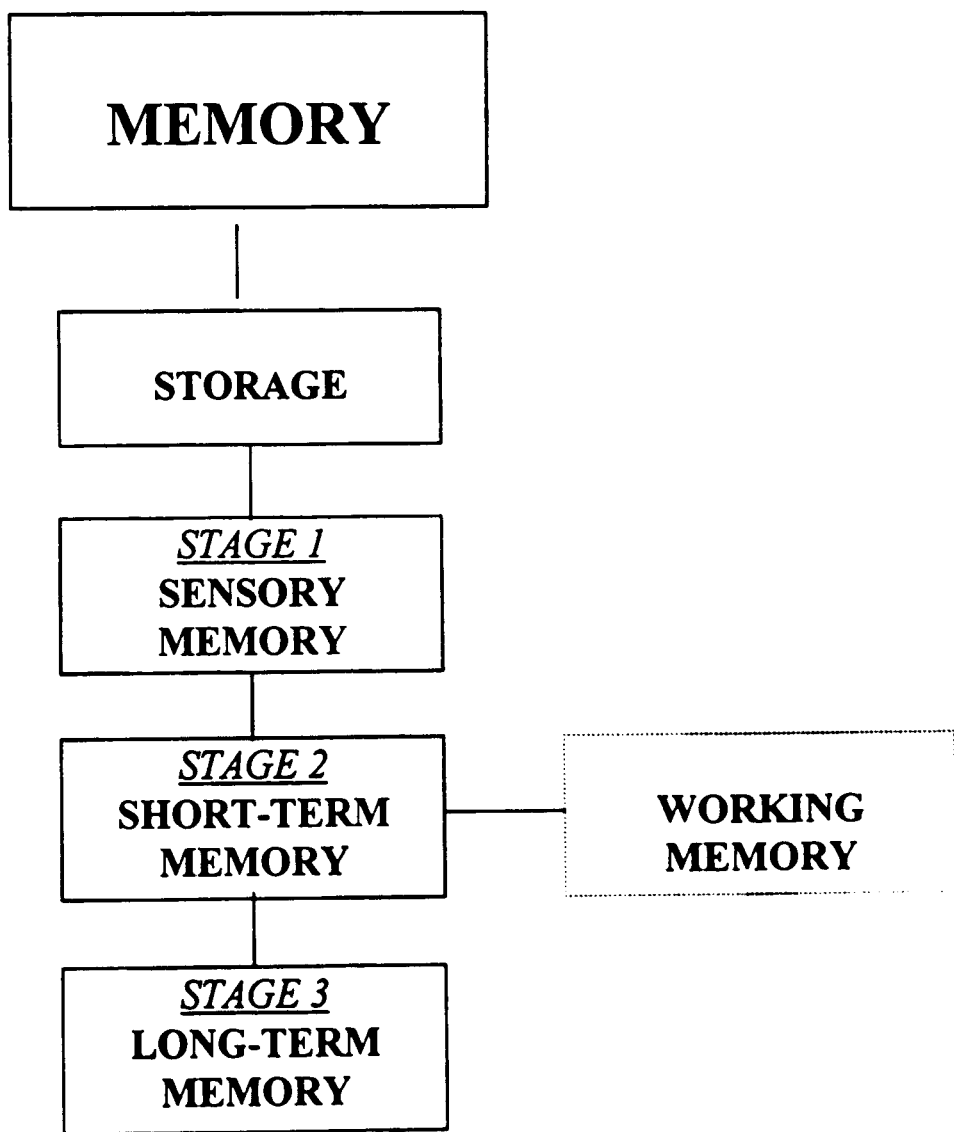 MEMORY
STORAGE
STAGE 1
SENSORY
MEMORY
STAGE 2
SHORT-TERM
MEMORY
WORKING
MEMORY
STAGE 3
LONG-TERM
MEMORY